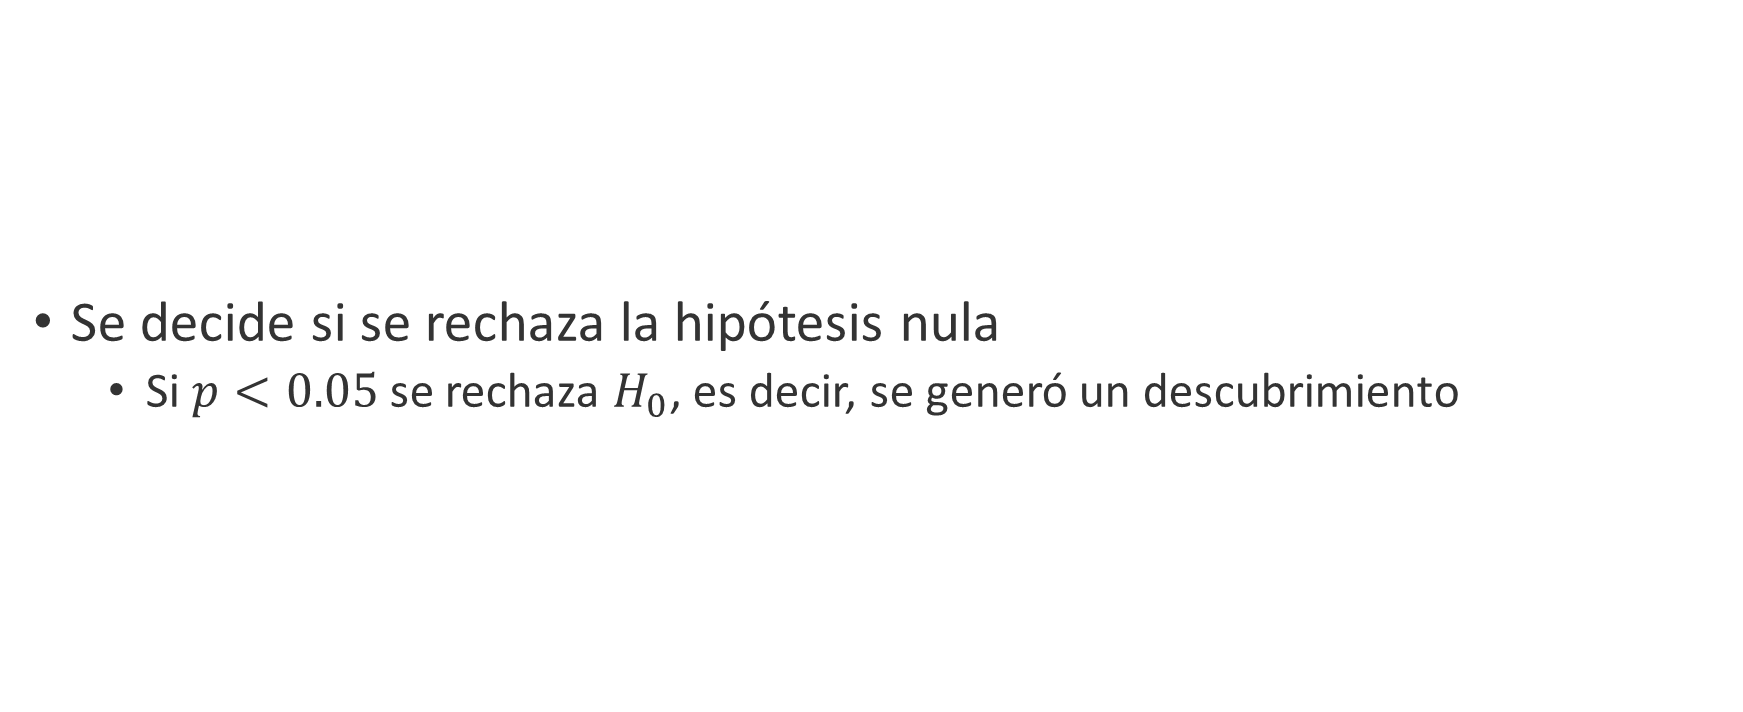 • Se decide si se rechaza la hipótesis nula
• Si p < 0.05 se rechaza H₀, es decir, se generó un descubrimiento